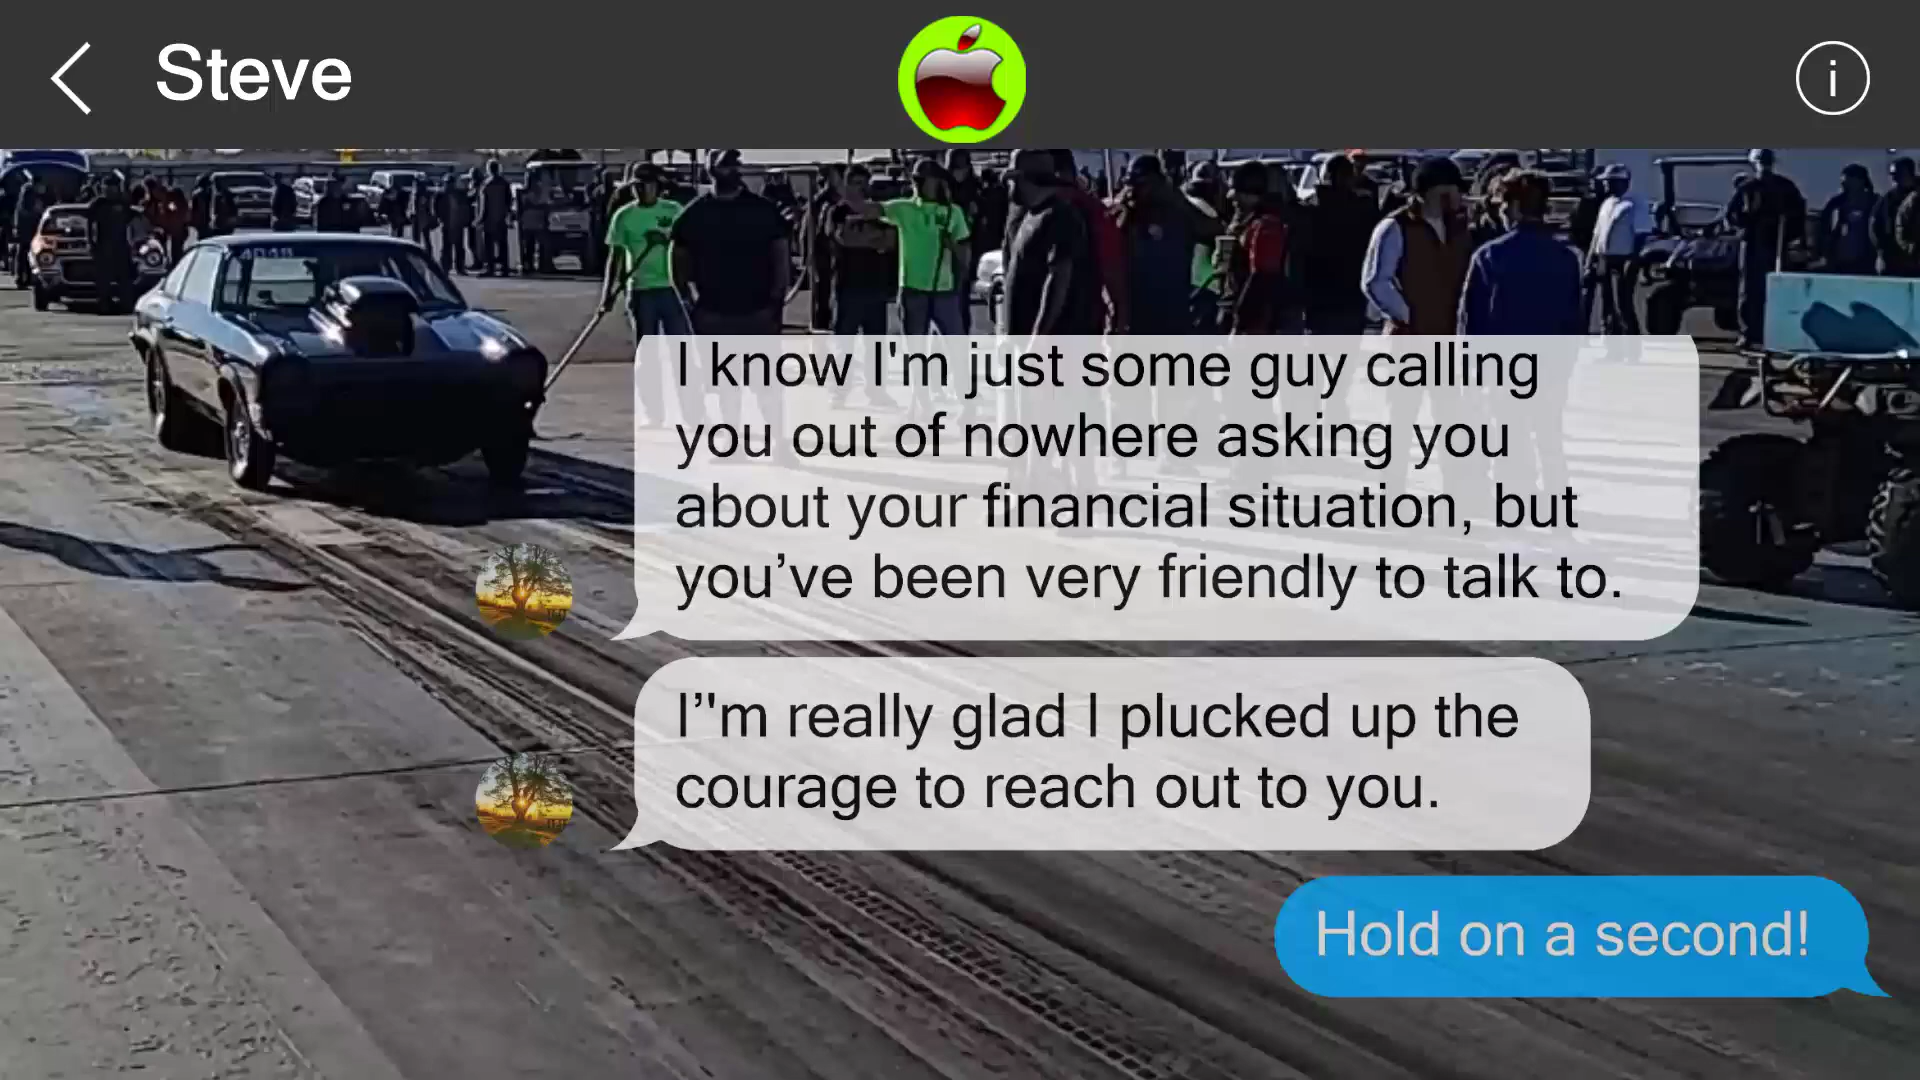 Steve
I know I'm just some guy calling
you out of nowhere asking you
about your financial situation, but
you’ve been very friendly to talk to.
I’'m really glad I plucked up the
courage to reach out to you.
Hold on a second!